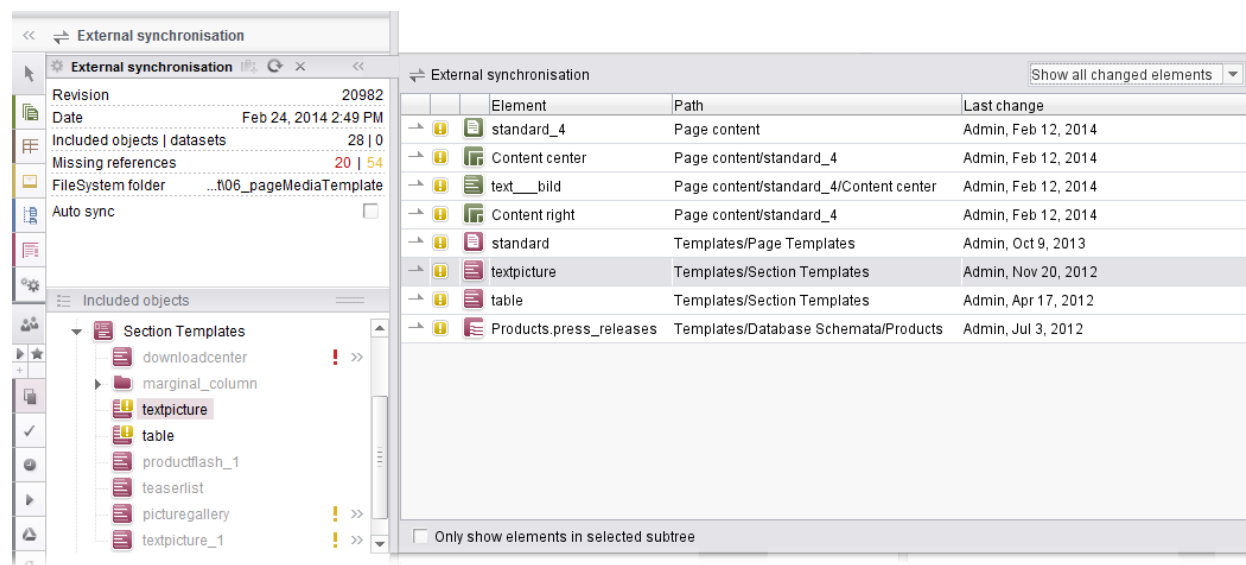 External synchronisation
External synchronisation
Revision 20982
Date Feb 24, 2014 2:49 PM
Included objects | datasets 28 | 0
Missing references 20 | 54
FileSystem folder ...t\06_pageMediaTemplate
Auto sync
Included objects
Section Templates
downloadcenter
marginal_column
textpicture
table
productflash_1
teaserlist
picturegallery
textpicture_1
External synchronisation Show all changed elements
Element Path Last change
standard_4 Page content Admin, Feb 12, 2014
Content center Page content/standard_4 Admin, Feb 12, 2014
text___bild Page content/standard_4/Content center Admin, Feb 12, 2014
Content right Page content/standard_4 Admin, Feb 12, 2014
standard Templates/Page Templates Admin, Oct 9, 2013
textpicture Templates/Section Templates Admin, Nov 20, 2012
table Templates/Section Templates Admin, Apr 17, 2012
Products.press_releases Templates/Database Schemata/Products Admin, Jul 3, 2012
Only show elements in selected subtree